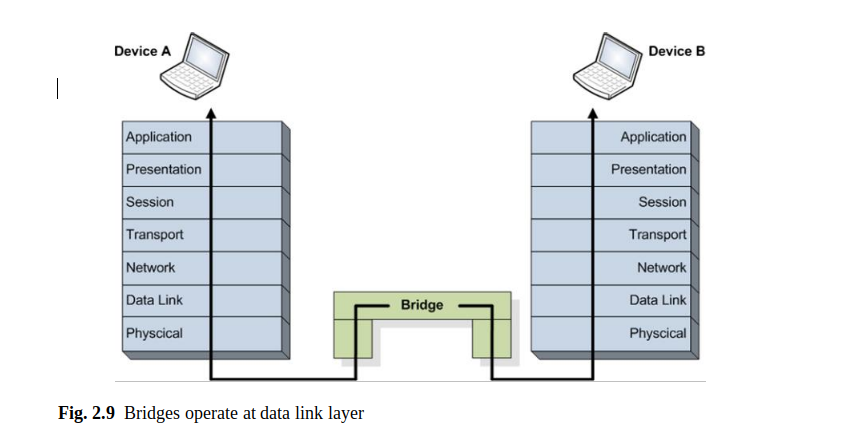 Device A
Device B
Application
Presentation
Session
Transport
Network
Data Link
Physcical
Bridge
Application
Presentation
Session
Transport
Network
Data Link
Physcical
Fig. 2.9 Bridges operate at data link layer